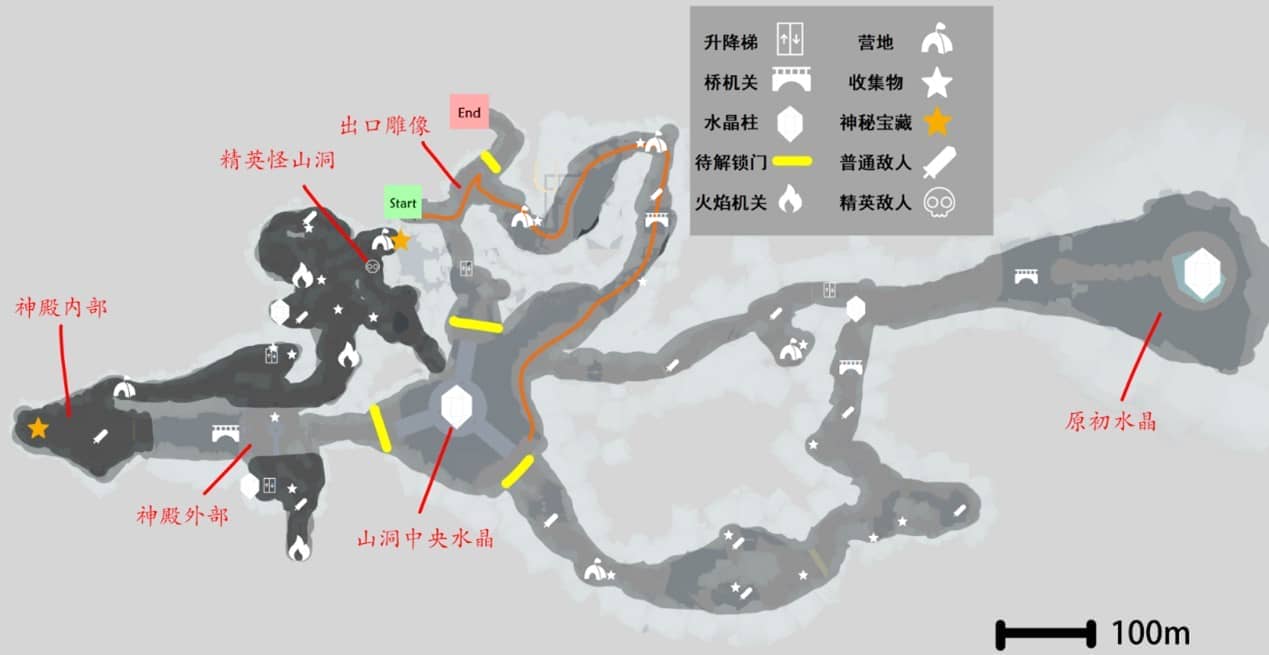 升降梯 营地
桥机关 收集物
水晶柱 神秘宝藏
待解锁门 普通敌人
火焰机关 精英敌人
End
出口雕像
精英怪山洞
Start
神殿内部
原初水晶
神殿外部
山洞中央水晶
100m